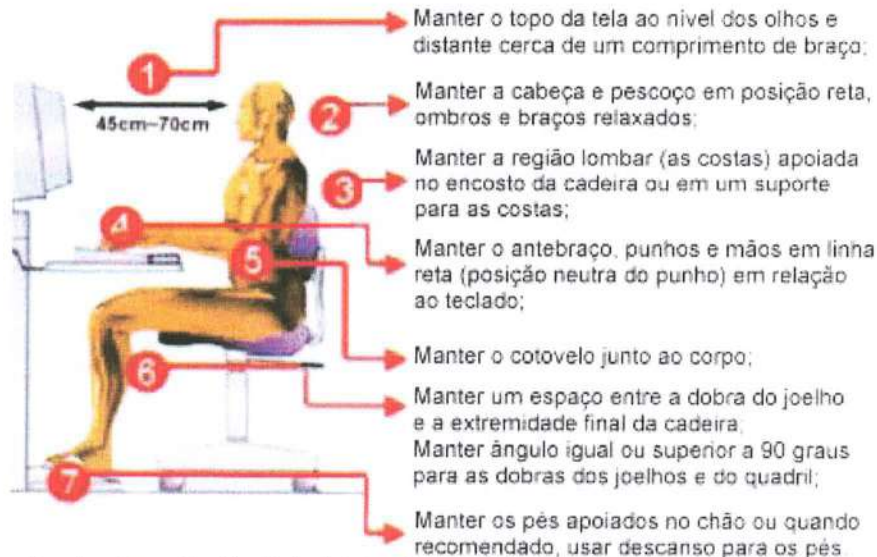 1
Manter o topo da tela ao nível dos olhos e
distante cerca de um comprimento de braço;
45cm~70cm
2
Manter a cabeça e pescoço em posição reta,
ombros e braços relaxados;
3
Manter a região lombar (as costas) apoiada
no encosto da cadeira ou em um suporte
para as costas;
4
Manter o antebraço, punhos e mãos em linha
reta (posição neutra do punho) em relação
ao teclado;
5
Manter o cotovelo junto ao corpo;
6
Manter um espaço entre a dobra do joelho
e a extremidade final da cadeira;
Manter ângulo igual ou superior a 90 graus
para as dobras dos joelhos e do quadril;
7
Manter os pés apoiados no chão ou quando
recomendado, usar descanso para os pés